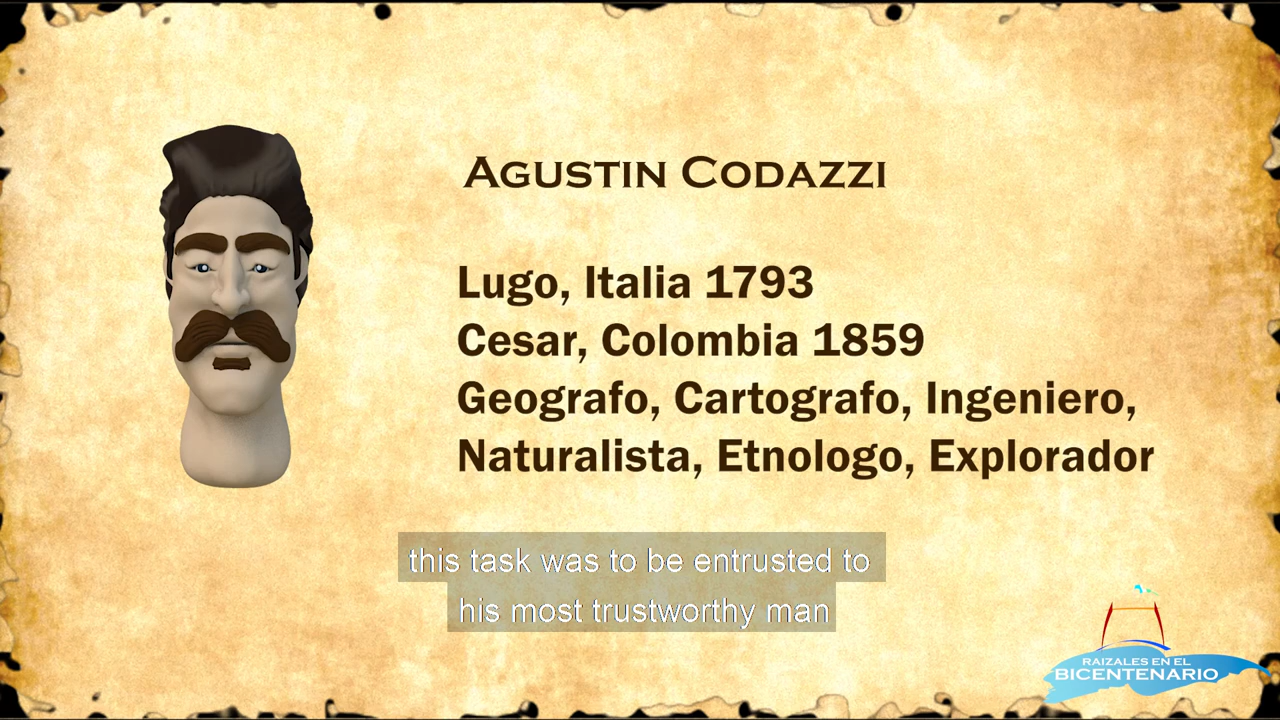 AGUSTIN CODAZZI
Lugo, Italia 1793
Cesar, Colombia 1859
Geografo, Cartografo, Ingeniero,
Naturalista, Etnologo, Explorador
this task was to be entrusted to
his most trustworthy man
RAIZALES EN EL
BICENTENARIO